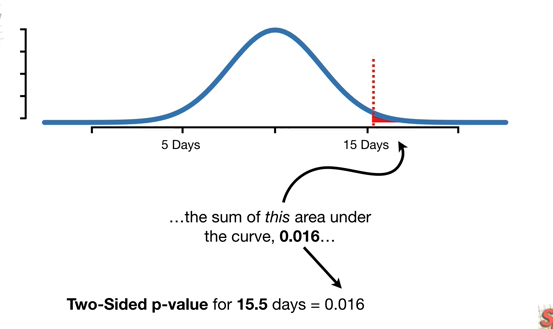 5 Days
15 Days
…the sum of this area under
the curve, 0.016…
Two-Sided p-value for 15.5 days = 0.016